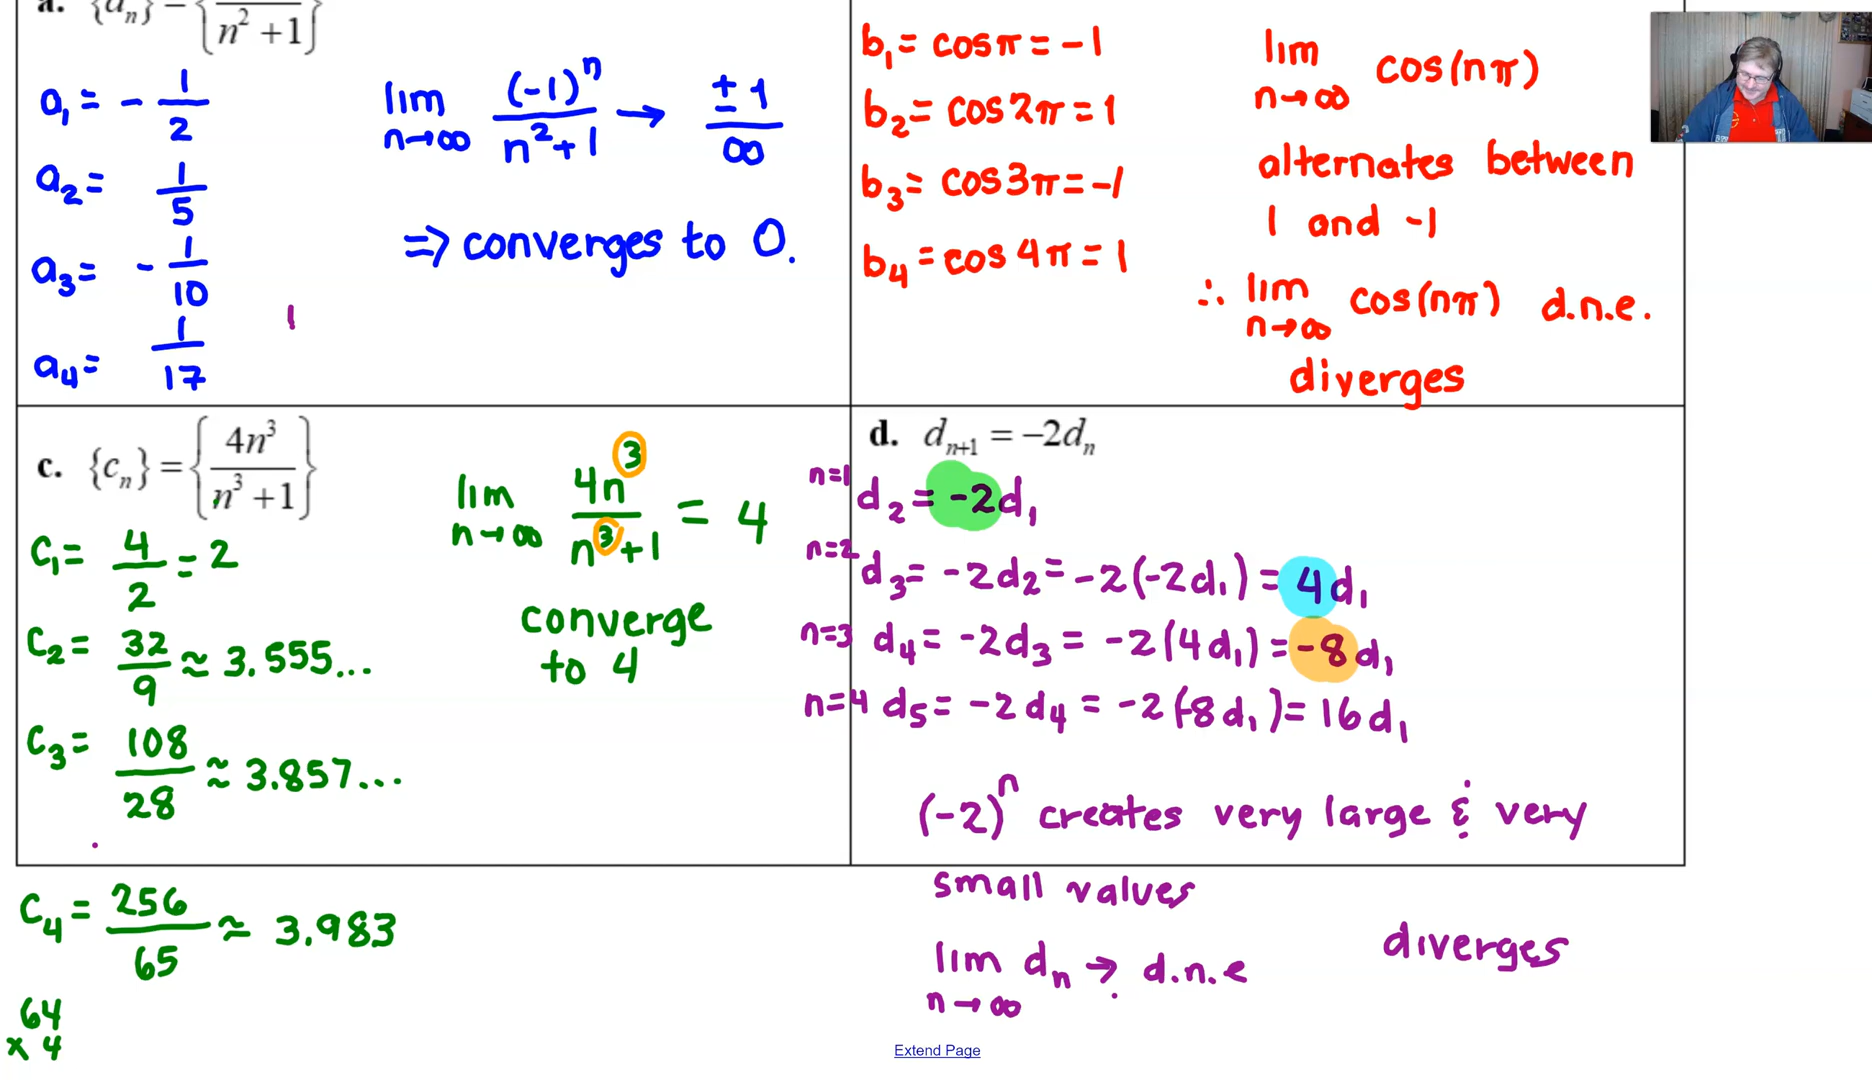 a. {aₙ} = { / n² + 1 }
a₁ = - 1/2
a₂ = 1/5
a₃ = - 1/10
a₄ = 1/17
lim n→∞ (-1)ⁿ / n²+1 → ± 1 / ∞
⇒ converges to 0.
b₁ = cos π = -1
b₂ = cos 2π = 1
b₃ = cos 3π = -1
b₄ = cos 4π = 1
lim n→∞ cos(nπ)
alternates between
1 and -1
∴ lim n→∞ cos(nπ) d.n.e.
diverges
c. {cₙ} = { 4n³ / n³ + 1 }
C₁ = 4/2 = 2
C₂ = 32/9 ≈ 3.555...
C₃ = 108/28 ≈ 3.857...
C₄ = 256/65 ≈ 3.983
64
x 4
lim n→∞ 4n³ / n³+1 = 4
converge
to 4
d. dₙ₊₁ = −2dₙ
n=1 d₂ = -2d₁
n=2 d₃ = -2d₂ = -2(-2d₁) = 4d₁
n=3 d₄ = -2d₃ = -2(4d₁) = -8d₁
n=4 d₅ = -2d₄ = -2(-8d₁) = 16d₁
(-2)ⁿ creates very large & very
small values
lim n→∞ dₙ → d.n.e
diverges
Extend Page